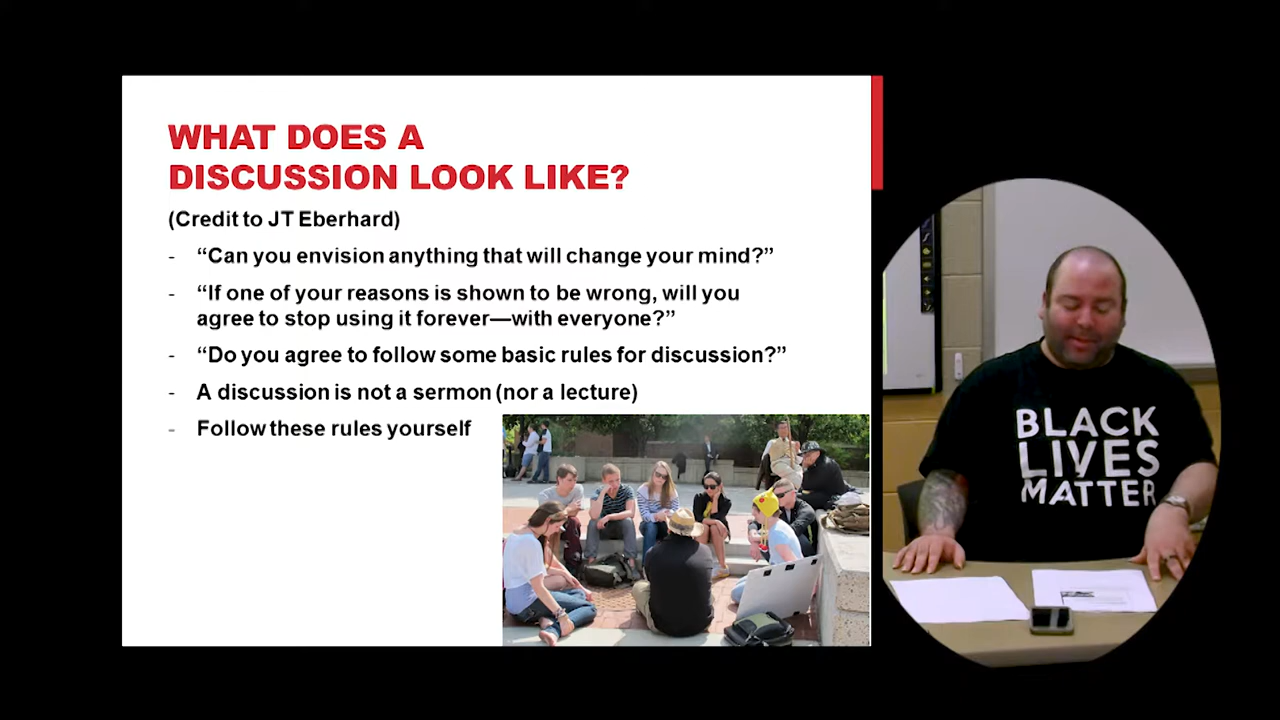 WHAT DOES A
DISCUSSION LOOK LIKE?
(Credit to JT Eberhard)
- “Can you envision anything that will change your mind?”
- “If one of your reasons is shown to be wrong, will you
agree to stop using it forever—with everyone?”
- “Do you agree to follow some basic rules for discussion?”
- A discussion is not a sermon (nor a lecture)
- Follow these rules yourself
BLACK
LIVES
MATTER